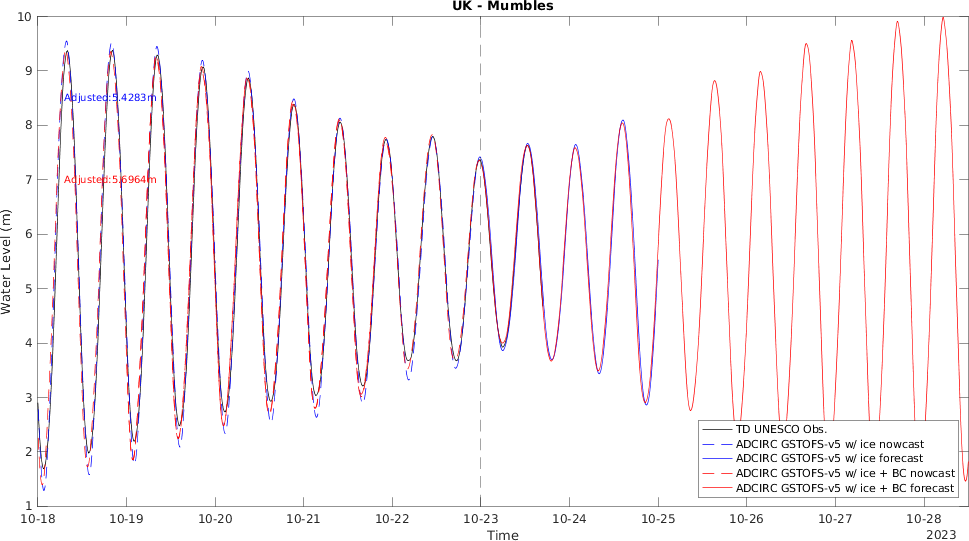 UK - Mumbles
10
9
8
7
6
5
4
3
2
1
Water Level (m)
Adjusted:5.4283m
Adjusted:5.6964m
TD UNESCO Obs.
ADCIRC GSTOFS-v5 w/ ice nowcast
ADCIRC GSTOFS-v5 w/ ice forecast
ADCIRC GSTOFS-v5 w/ ice + BC nowcast
ADCIRC GSTOFS-v5 w/ ice + BC forecast
10-18 10-19 10-20 10-21 10-22 10-23 10-24 10-25 10-26 10-27 10-28
Time
2023